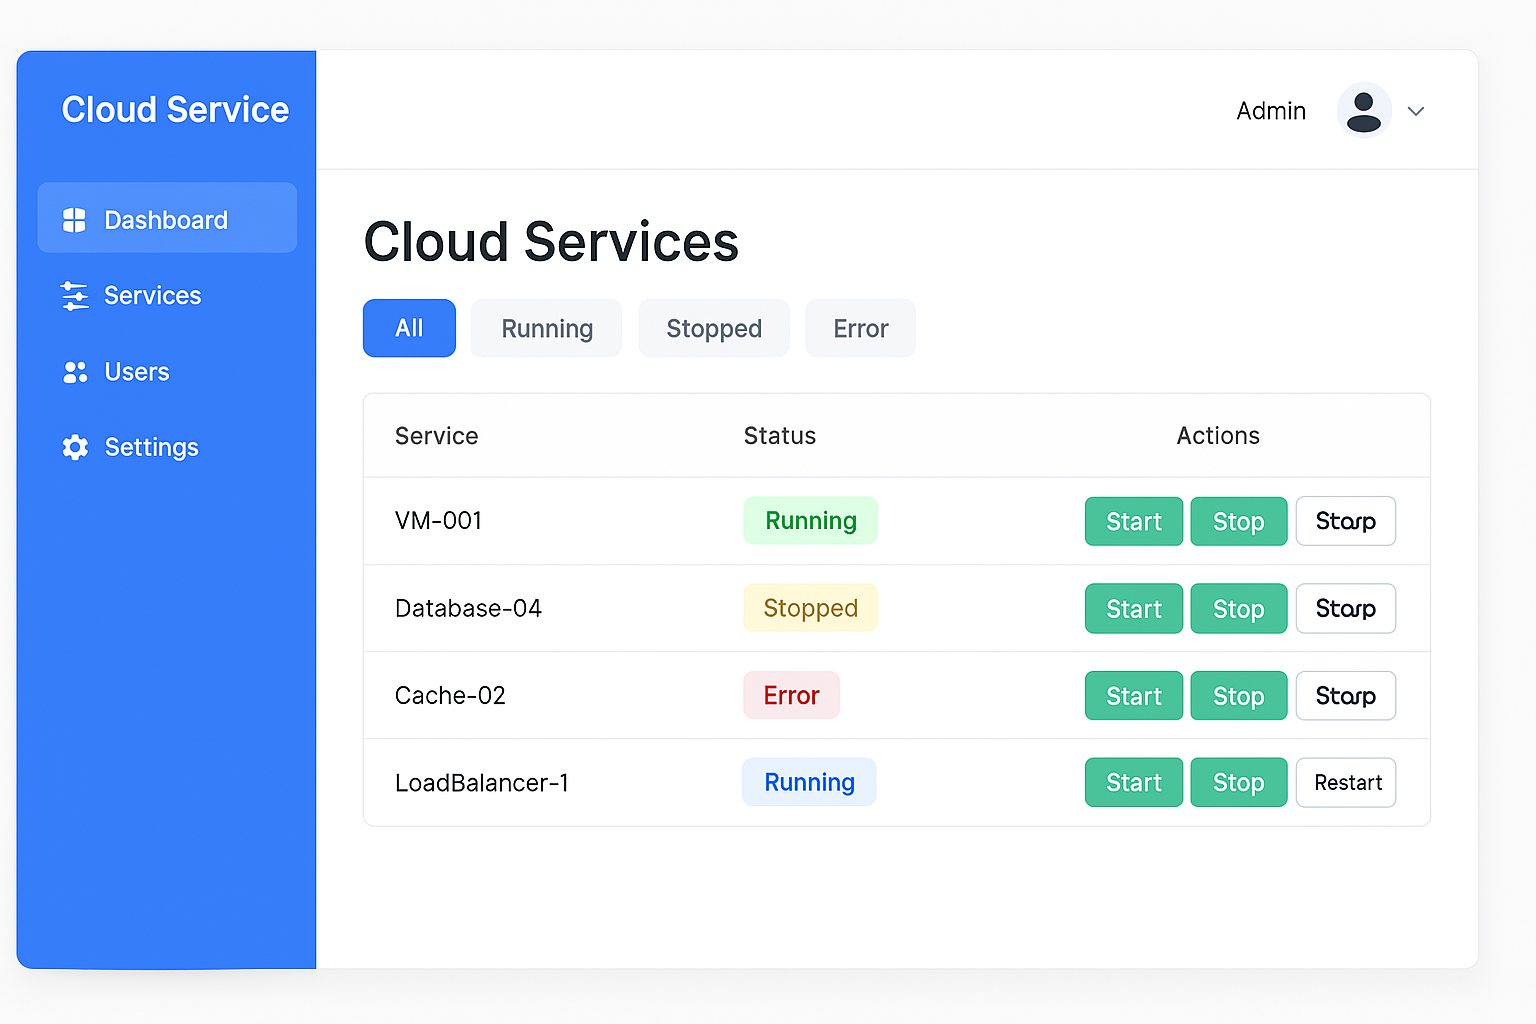 Cloud Service
Admin
Dashboard
Services
Users
Settings
Cloud Services
All Running Stopped Error
Service Status Actions
VM-001 Running Start Stop Starp
Database-04 Stopped Start Stop Starp
Cache-02 Error Start Stop Starp
LoadBalancer-1 Running Start Stop Restart